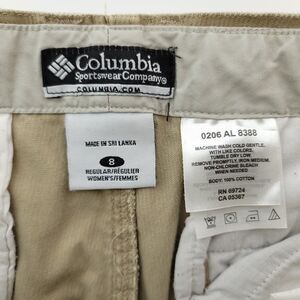 Columbia
Sportswear Company®
COLUMBIA.COM
MADE IN SRI LANKA
8
REGULAR/RÉGULIER
WOMEN'S/FEMMES
0206 AL 8388
MACHINE WASH COLD GENTLE,
WITH LIKE COLORS,
TUMBLE DRY LOW.
REMOVE PROMPTLY. IRON MEDIUM.
NON-CHLORINE BLEACH
WHEN NEEDED
BODY: 100% COTTON
RN 69724
CA 05367